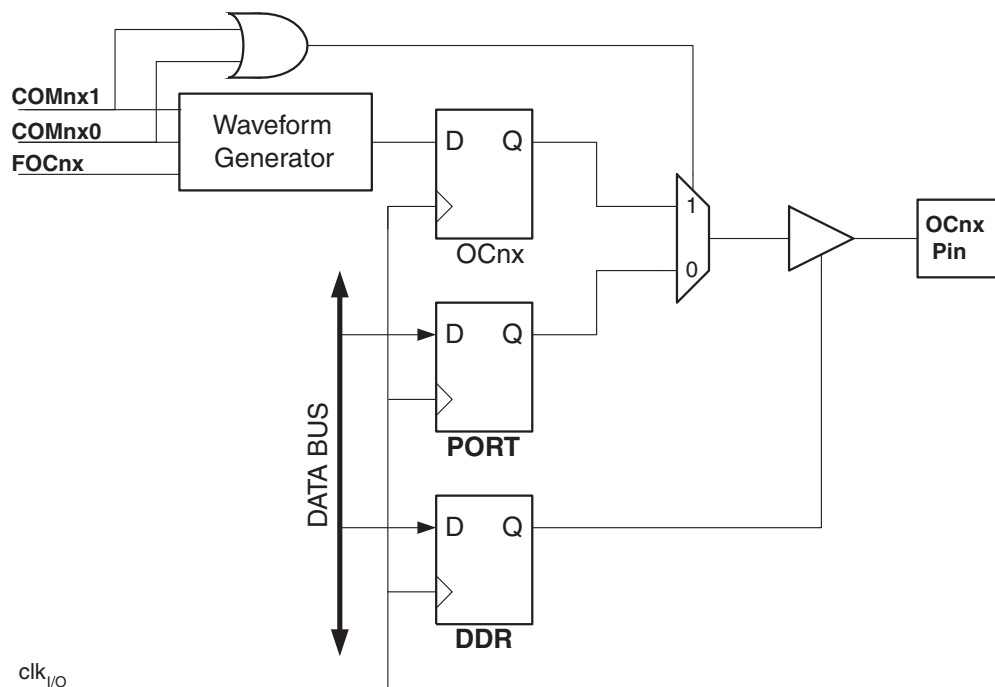 COMnx1
COMnx0
FOCnx
Waveform
Generator
D Q
OCnx
1
0
OCnx
Pin
D Q
PORT
DATA BUS
D Q
DDR
clkI/O